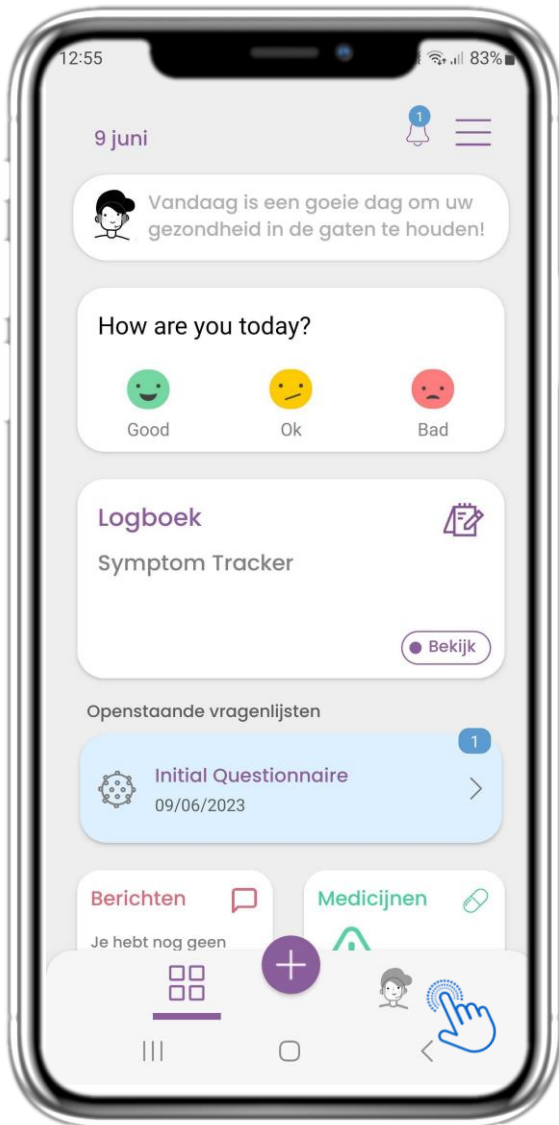 12:55
83%
9 juni
1
Vandaag is een goeie dag om uw
gezondheid in de gaten te houden!
How are you today?
Good Ok Bad
Logboek
Symptom Tracker
Bekijk
Openstaande vragenlijsten
1
Initial Questionnaire
09/06/2023
Berichten
Je hebt nog geen
Medicijnen